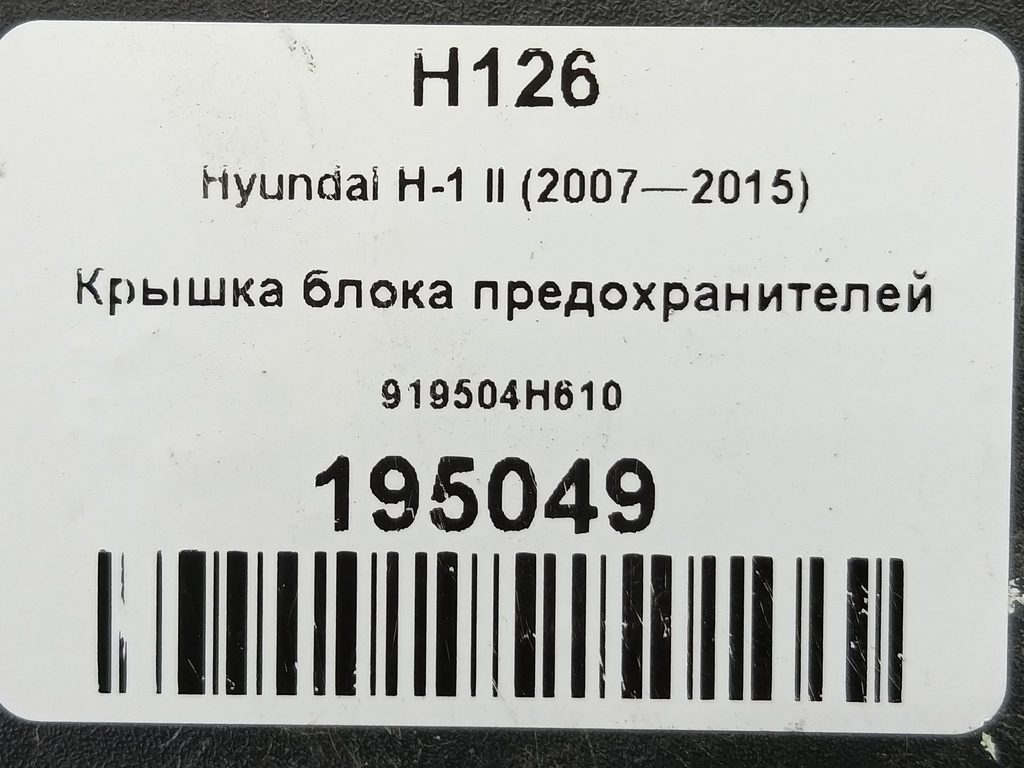 H126
Hyundai H-1 II (2007—2015)
Крышка блока предохранителей
919504H610
195049